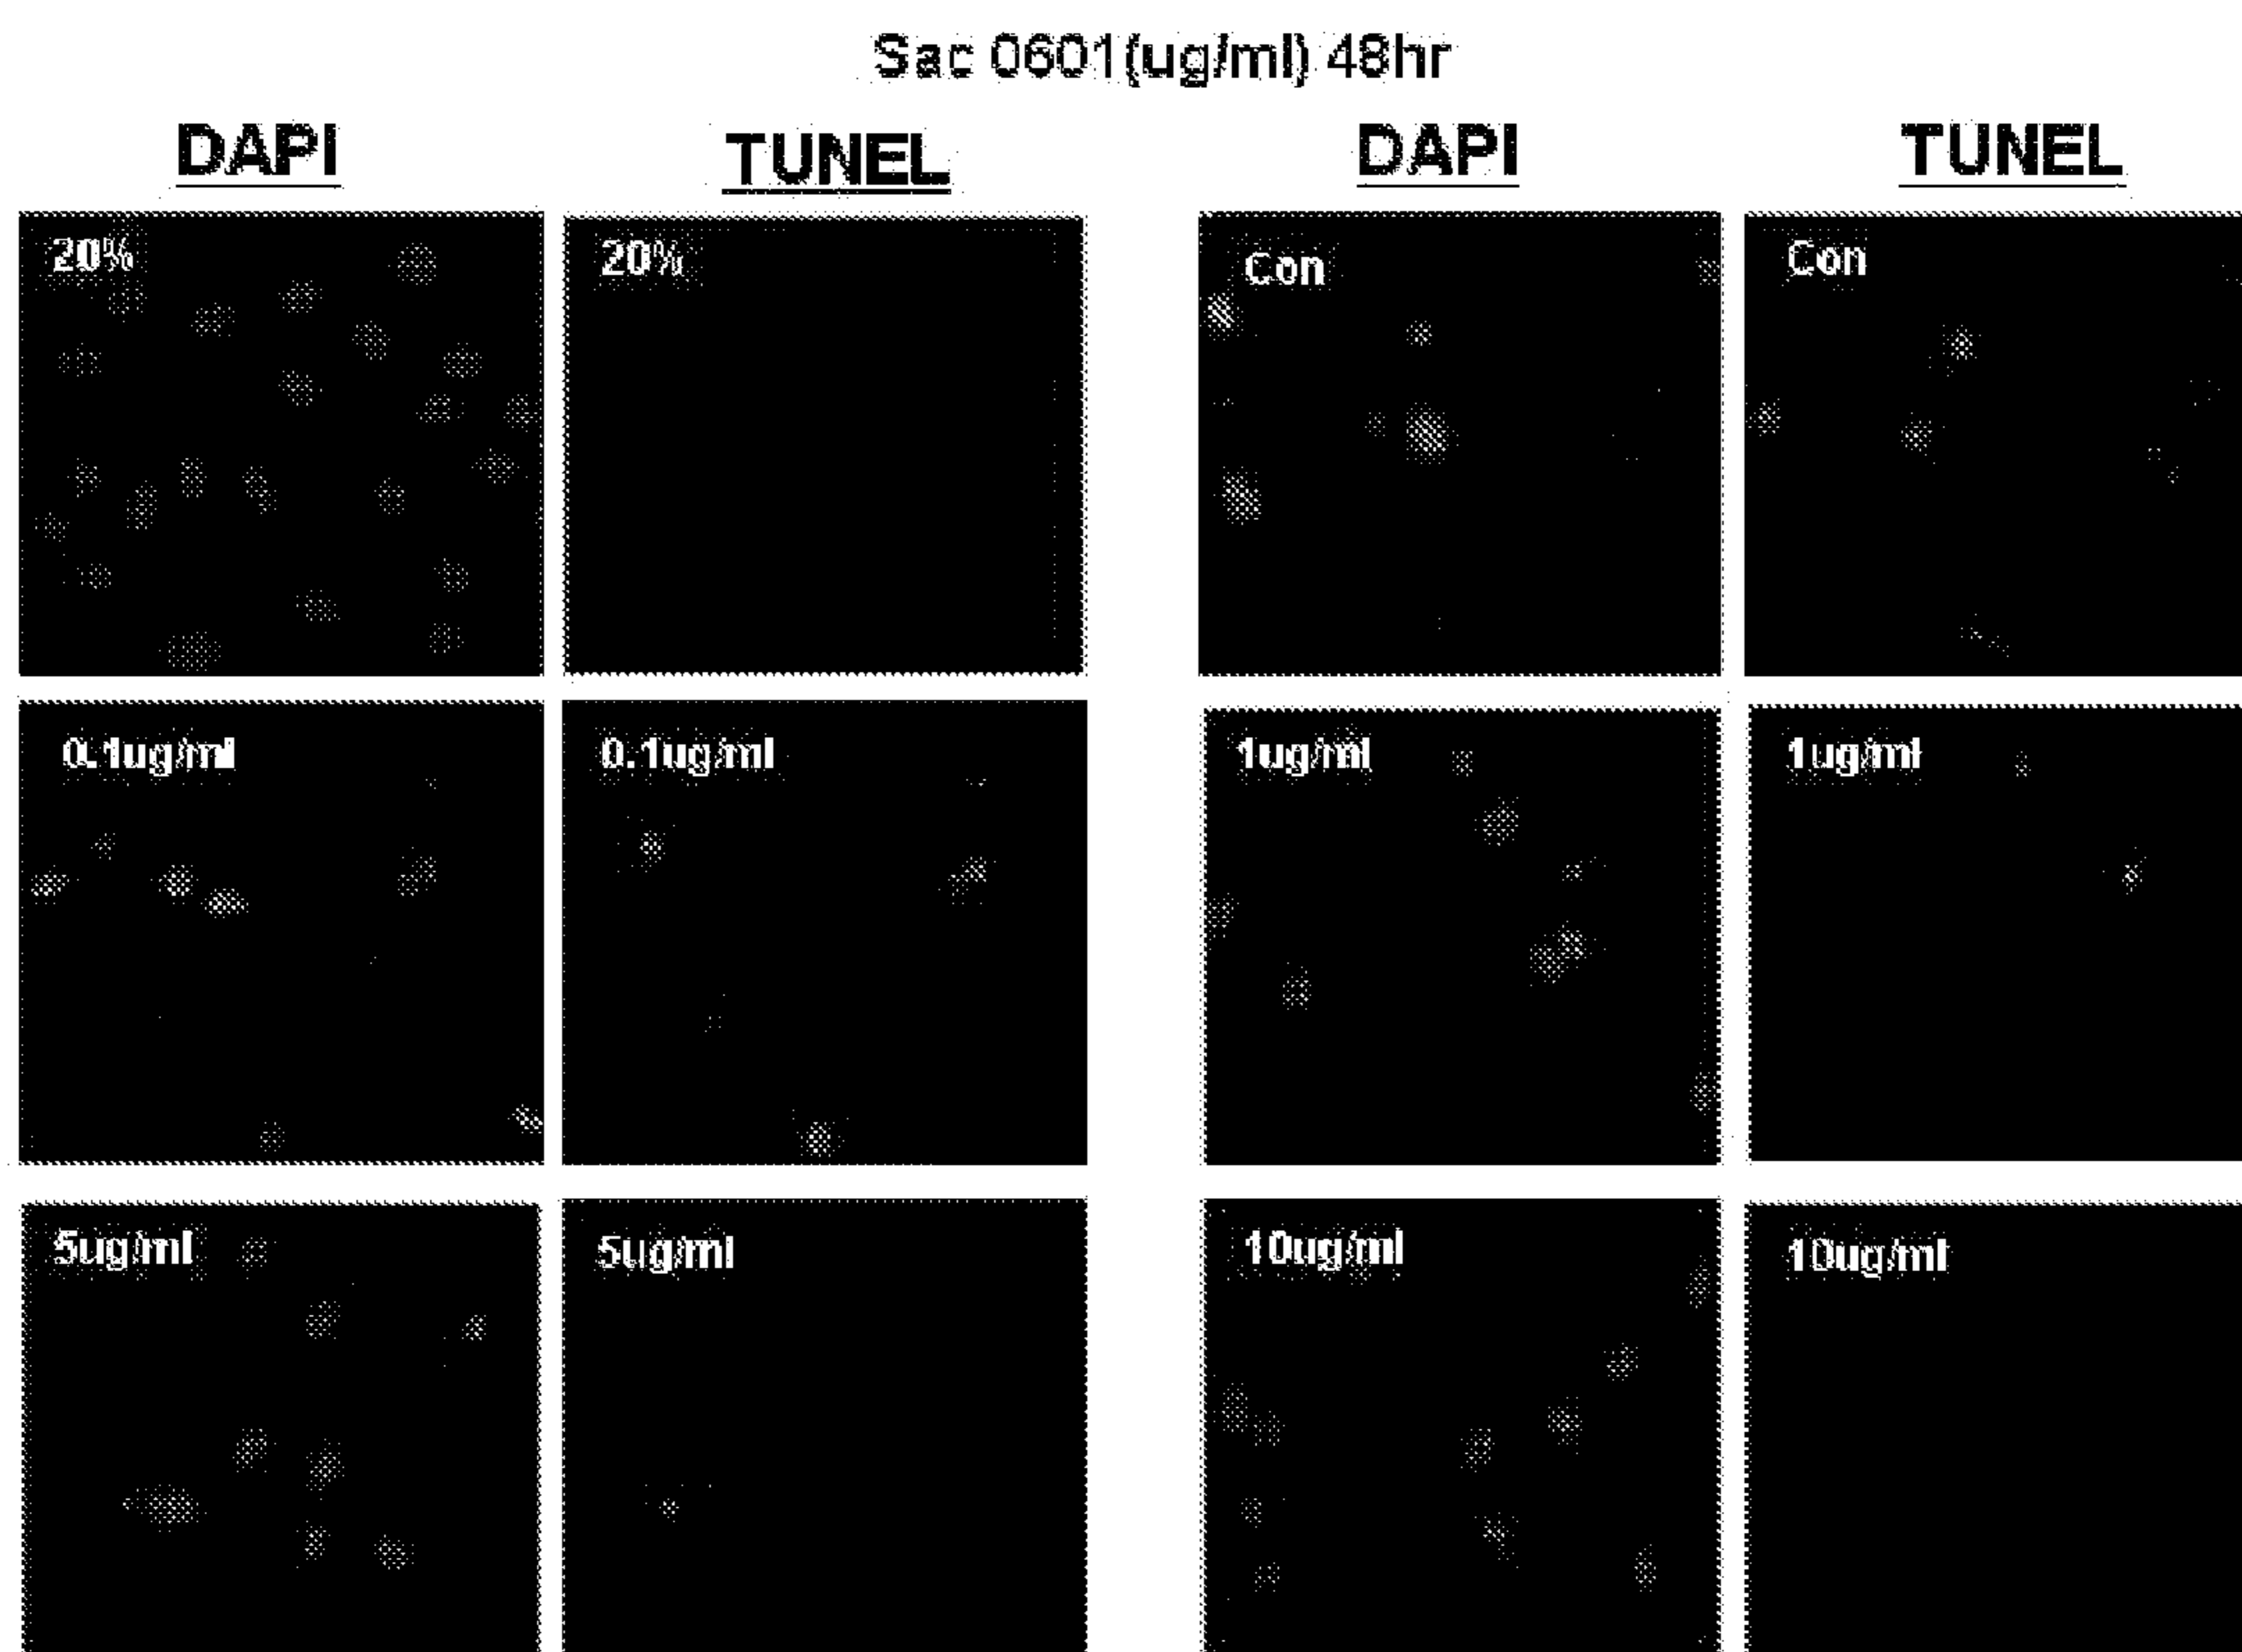 Sac 0601(ug/ml) 48hr
DAPI TUNEL DAPI TUNEL
20% 20% Con Con
0.1ug/ml 0.1ug/ml 1ug/ml 1ug/ml
5ug/ml 5ug/ml 10ug/ml 10ug/ml